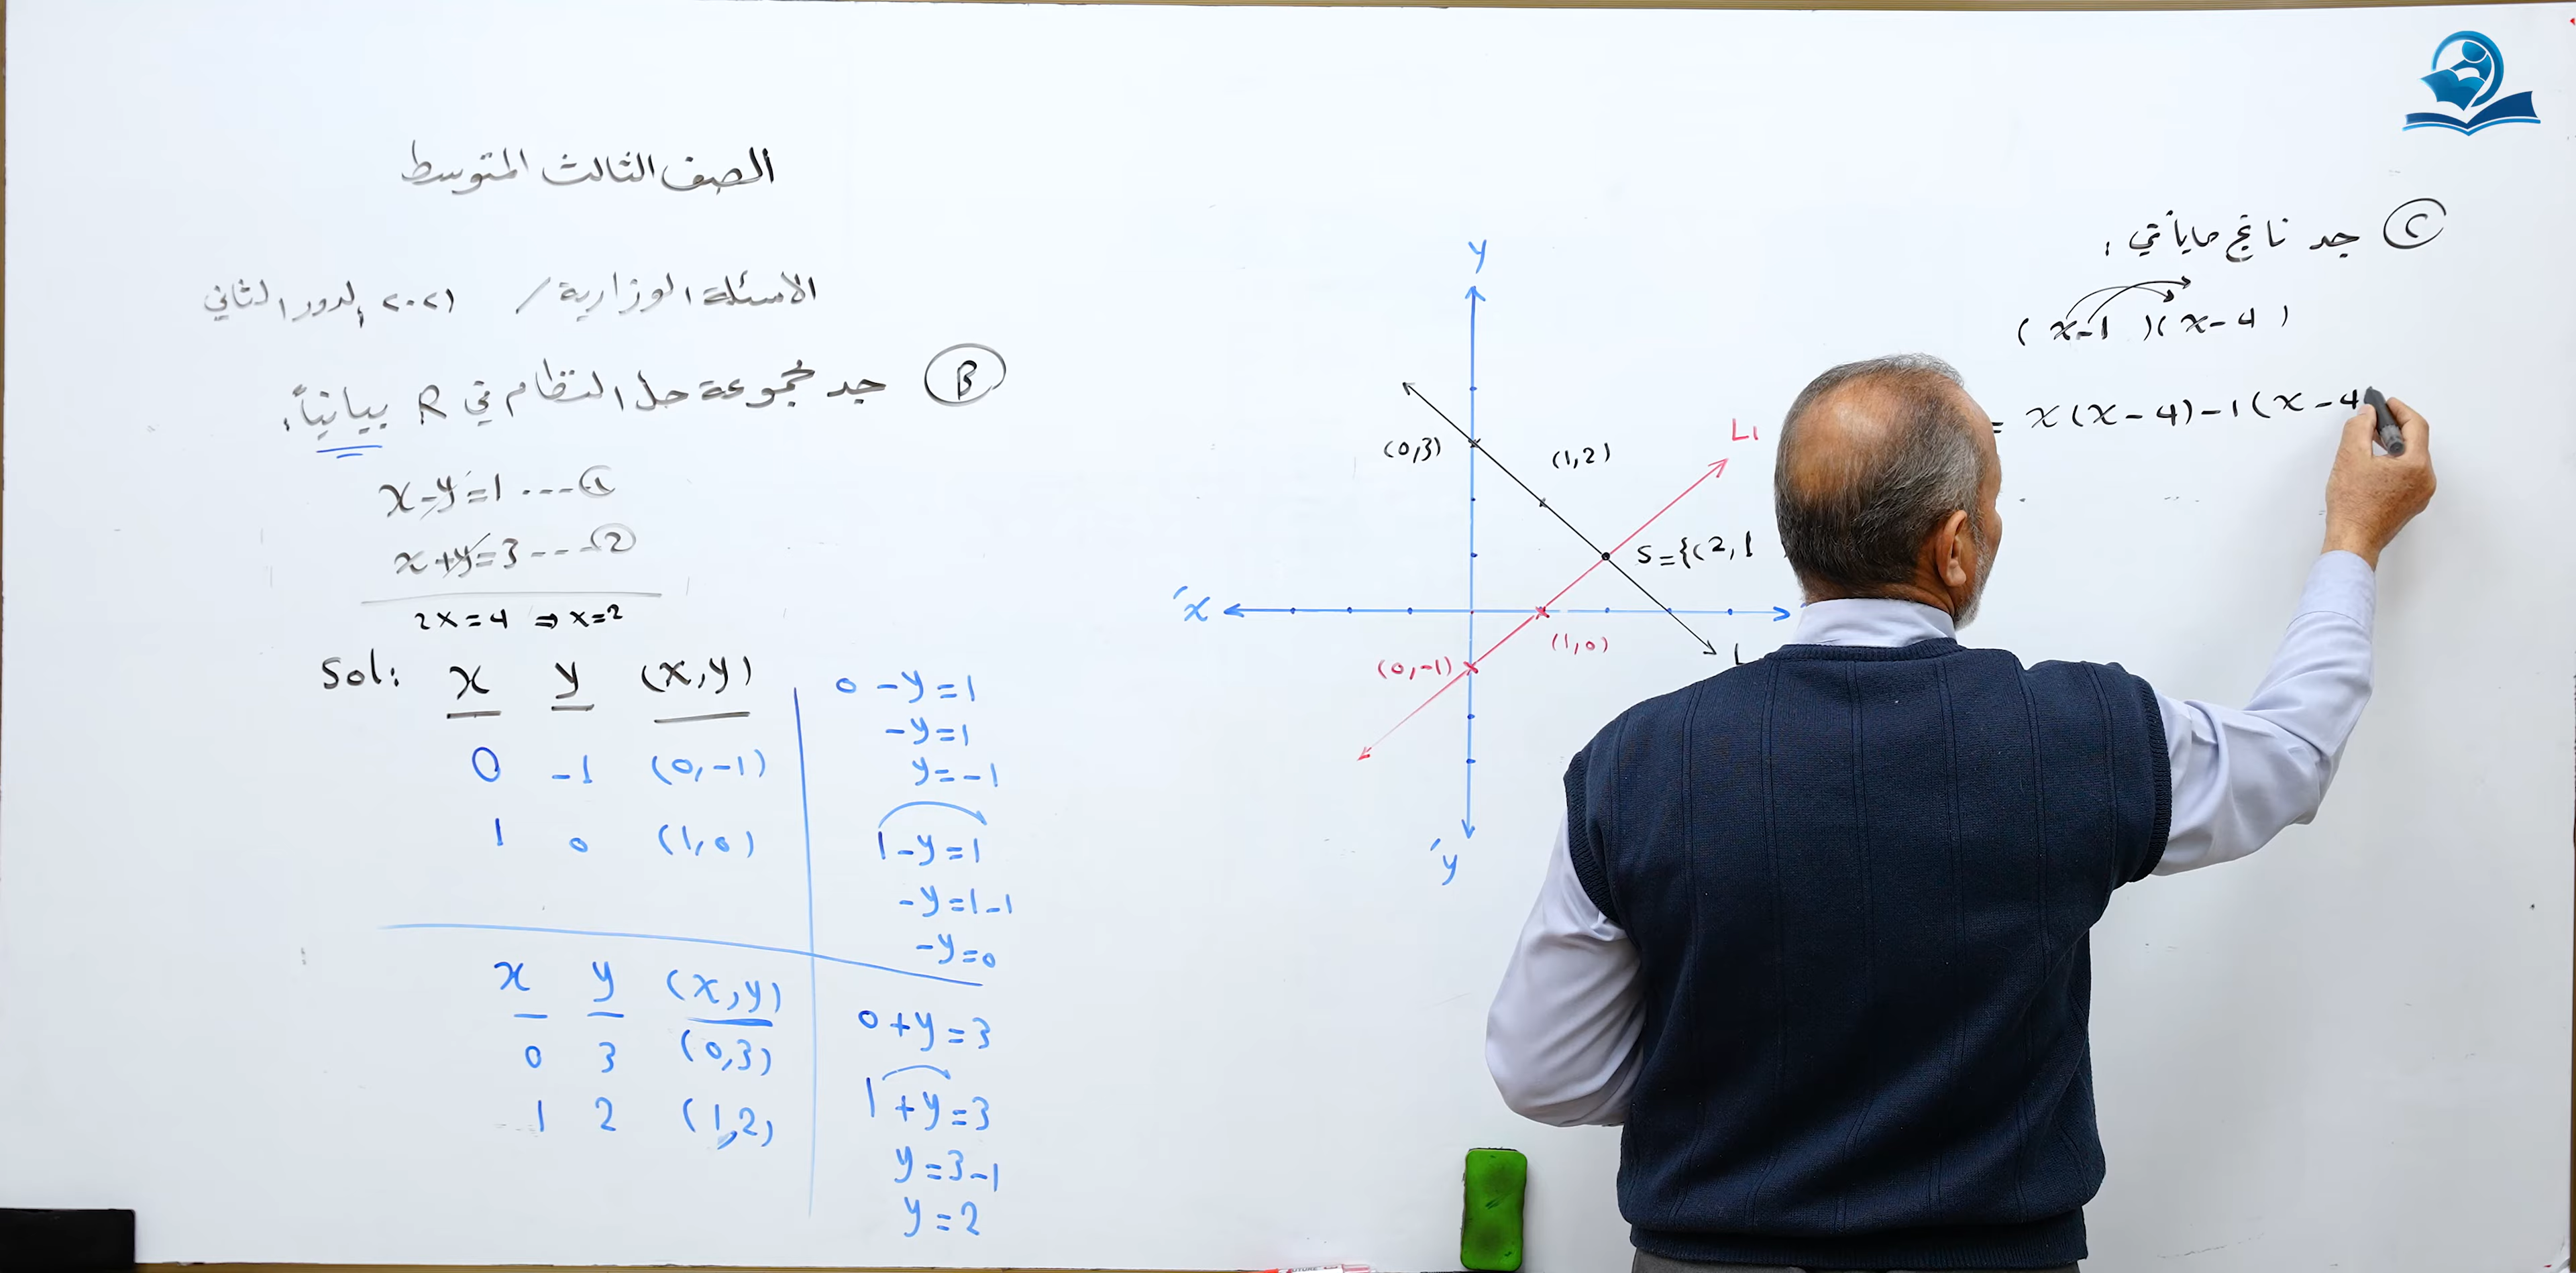 الصف الثالث المتوسط
الاسئلة الوزارية / ٢٠٢١ الدور الثاني
B جد مجموعة حل النظام في R بيانياً،
x-y=1 ---①
x+y=3 ---②
2x=4 ⇒ x=2
Sol: x y (x,y)
0 -1 (0,-1)
1 0 (1,0)
0-y=1
-y=1
y=-1
1-y=1
-y=1-1
-y=0
x y (x,y)
0 3 (0,3)
1 2 (1,2)
0+y=3
1+y=3
y=3-1
y=2
y
(0,3)
(1,2)
L1
S={(2,1
x́
(1,0)
(0,-1)
L
ý
C جد ناتج مايأتي:
(x-1)(x-4)
= x(x-4)-1(x-4